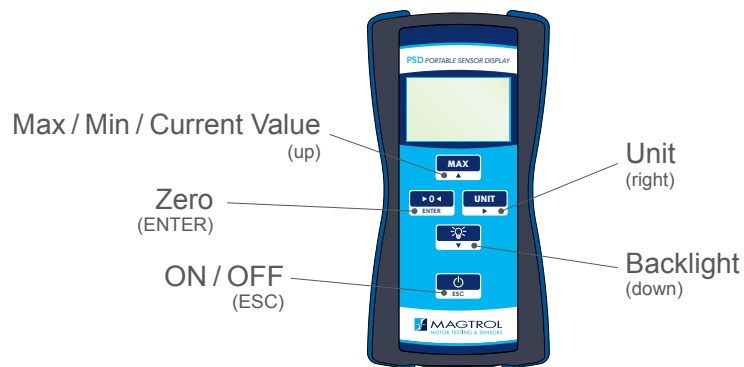 PSD PORTABLE SENSOR DISPLAY
Max / Min / Current Value
(up)
MAX
Unit
(right)
Zero
(ENTER)
▸0◂
ENTER
UNIT
Backlight
(down)
ON / OFF
(ESC)
ESC
MAGTROL
MOTOR TESTING & SENSORS